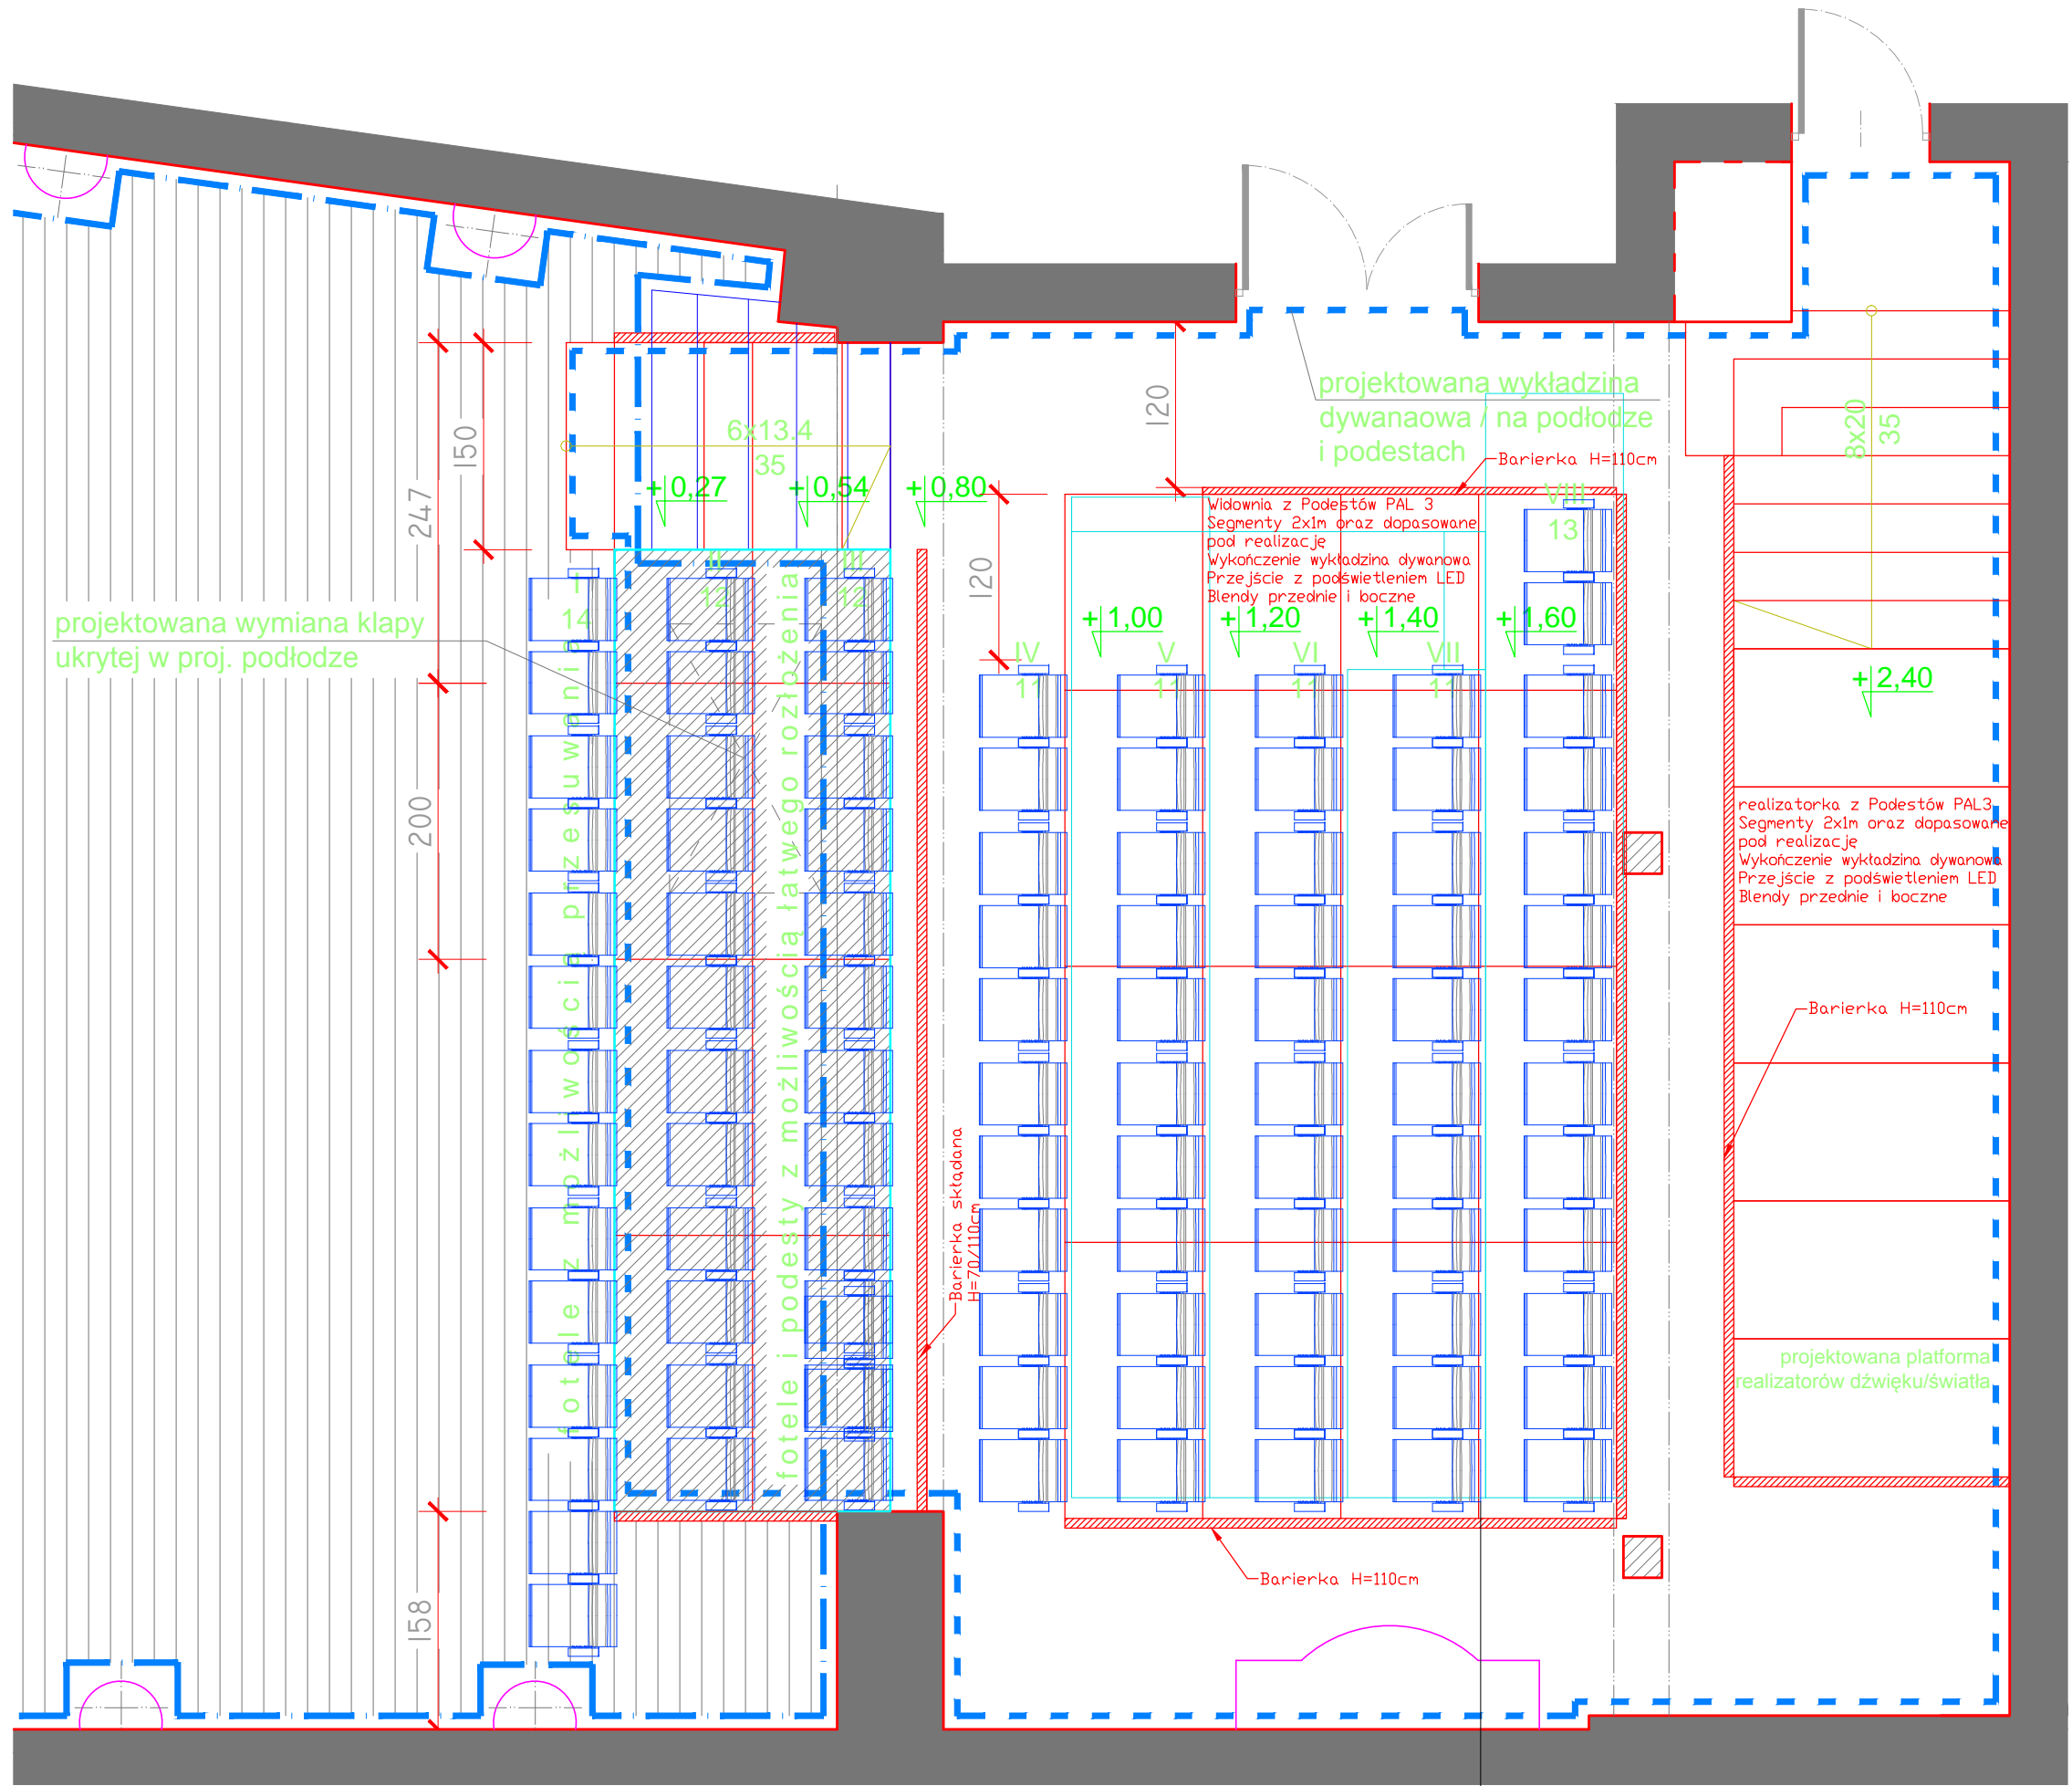 projektowana wykładzina
dywanaowa / na podłodze
i podestach
Barierka H=110cm
120
8x20
35
150
6x13.4
35
247
+0,27
+0,54
+0,80
Widownia z Podestów PAL 3
Segmenty 2x1m oraz dopasowane
pod realizację
Wykończenie wykładzina dywanowa
Przejście z podświetleniem LED
Blendy przednie i boczne
VIII
13
120
I
14
II
12
III
12
+1,00
+1,20
+1,40
+1,60
projektowana wymiana klapy
ukrytej w proj. podłodze
IV
11
V
11
VI
11
VII
11
+2,40
200
fotele z możliwością przesuwania
fotele i podesty z możliwością łatwego rozłożenia
realizatorka z Podestów PAL3
Segmenty 2x1m oraz dopasowane
pod realizację
Wykończenie wykładzina dywanowa
Przejście z podświetleniem LED
Blendy przednie i boczne
Barierka H=110cm
Barierka składana
H=70/110cm
projektowana platforma
realizatorów dźwięku/światła
Barierka H=110cm
158